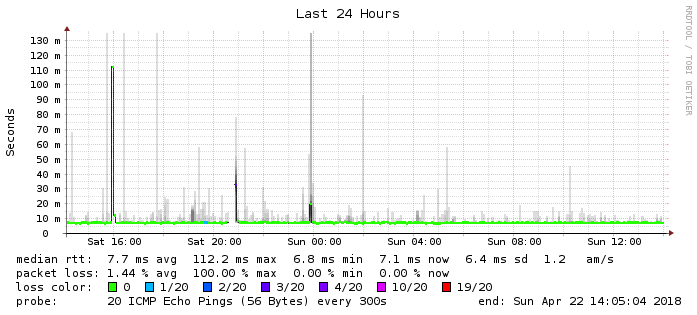 Last 24 Hours
RRDTOOL / TOBI OETIKER
Seconds
130 m
120 m
110 m
100 m
90 m
80 m
70 m
60 m
50 m
40 m
30 m
20 m
10 m
0
Sat 16:00 Sat 20:00 Sun 00:00 Sun 04:00 Sun 08:00 Sun 12:00
median rtt: 7.7 ms avg 112.2 ms max 6.8 ms min 7.1 ms now 6.4 ms sd 1.2 am/s
packet loss: 1.44 % avg 100.00 % max 0.00 % min 0.00 % now
loss color: 0 1/20 2/20 3/20 4/20 10/20 19/20
probe: 20 ICMP Echo Pings (56 Bytes) every 300s end: Sun Apr 22 14:05:04 2018